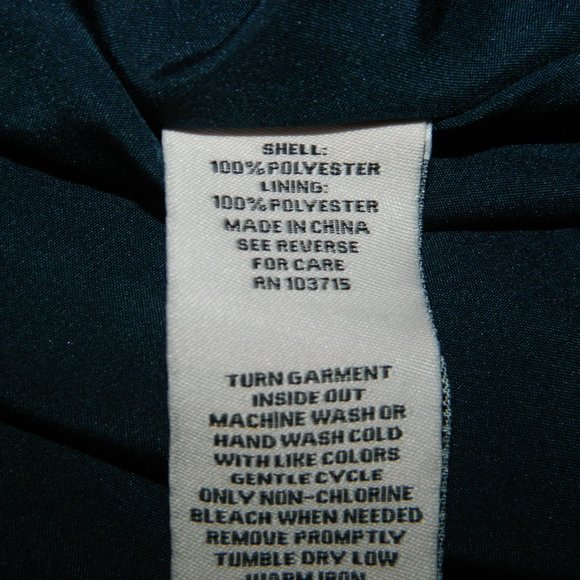 SHELL:
100% POLYESTER
LINING:
100% POLYESTER
MADE IN CHINA
SEE REVERSE
FOR CARE
RN 103715
TURN GARMENT
INSIDE OUT
MACHINE WASH OR
HAND WASH COLD
WITH LIKE COLORS
GENTLE CYCLE
ONLY NON-CHLORINE
BLEACH WHEN NEEDED
REMOVE PROMPTLY
TUMBLE DRY LOW
WARM IRON